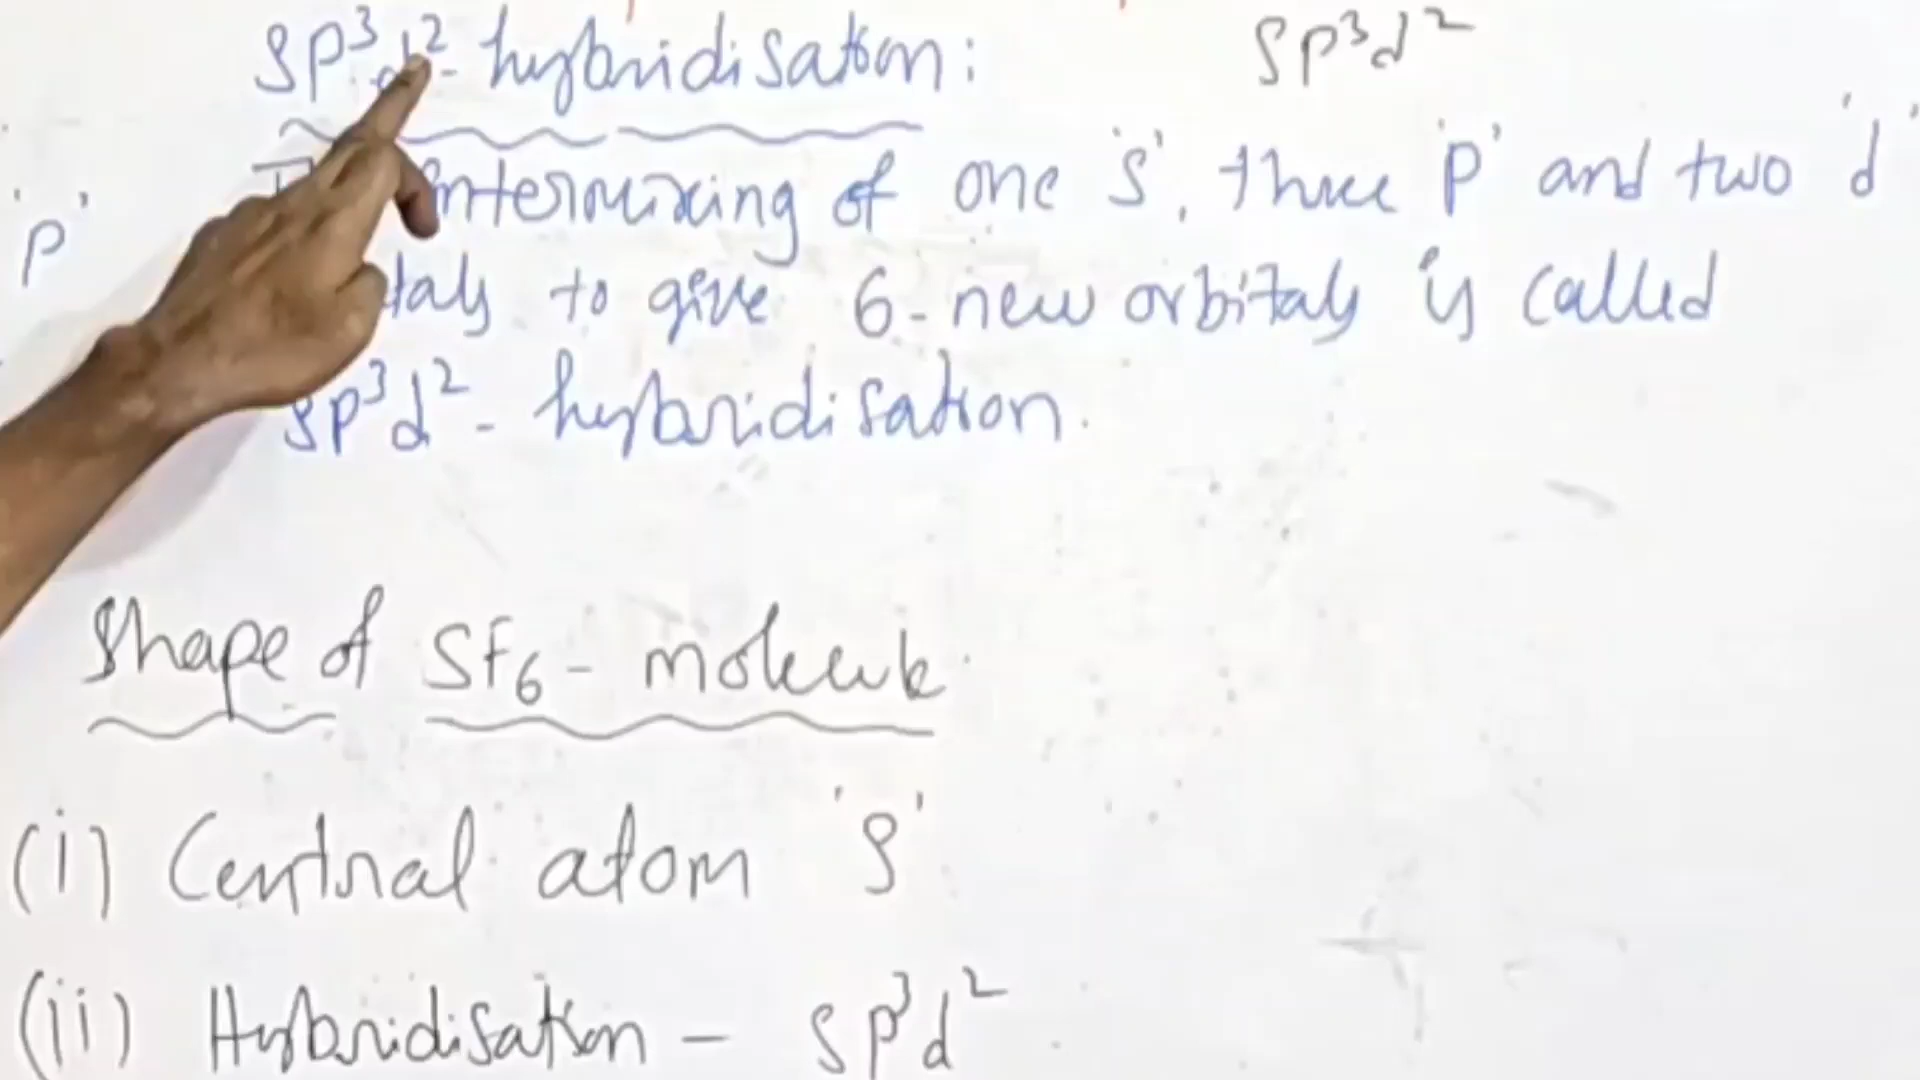 SP³d² - hybridisation:
SP³d²
intermixing of one 's', three 'p' and two 'd'
'p'
to give 6-new orbitals is called
SP³d² - hybridisation.
Shape of SF₆ - molecule
(i) Central atom 'S'
(ii) Hybridisation - SP³d²